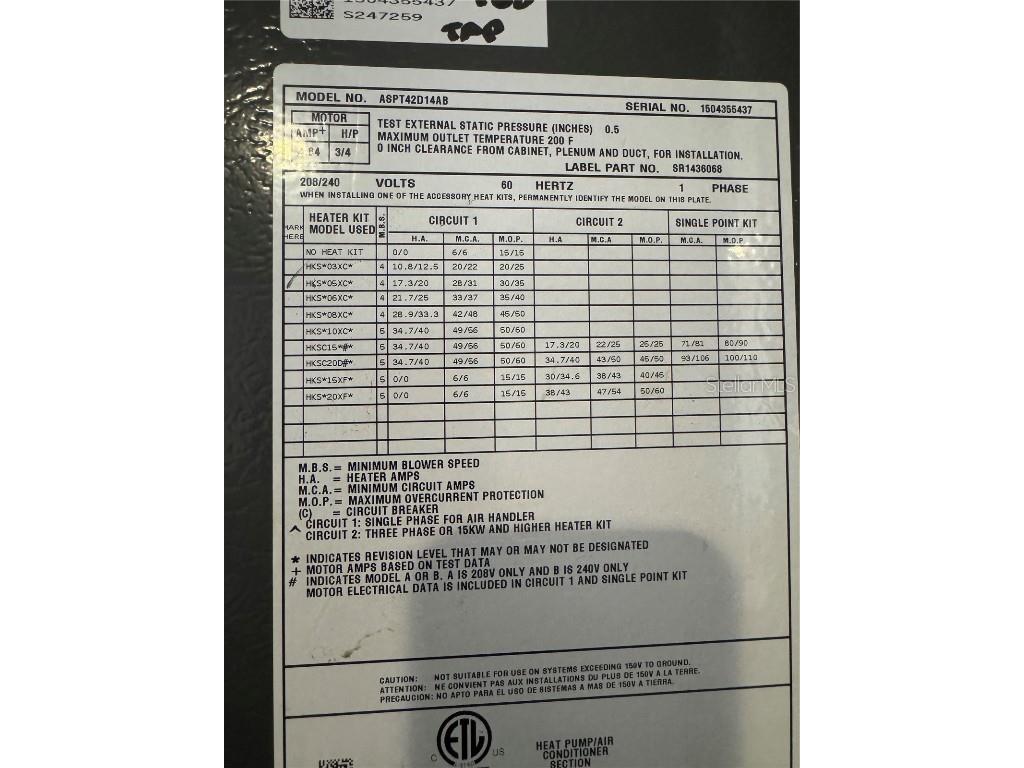 1504355437
S247259
TOD
TAP
MODEL NO. ASPT42D14AB SERIAL NO. 1504355437
MOTOR
AMP+ H/P
.84 3/4
TEST EXTERNAL STATIC PRESSURE (INCHES) 0.5
MAXIMUM OUTLET TEMPERATURE 200 F
0 INCH CLEARANCE FROM CABINET, PLENUM AND DUCT, FOR INSTALLATION.
LABEL PART NO. SR1436068
208/240 VOLTS 60 HERTZ 1 PHASE
WHEN INSTALLING ONE OF THE ACCESSORY HEAT KITS, PERMANENTLY IDENTIFY THE MODEL ON THIS PLATE.
MARK HERE HEATER KIT MODEL USED M.B.S. CIRCUIT 1 CIRCUIT 2 SINGLE POINT KIT
H.A. M.C.A. M.O.P. H.A M.C.A M.O.P. M.C.A. M.O.P.
NO HEAT KIT 0/0 6/6 15/15
HKS*03XC* 4 10.8/12.5 20/22 20/25
HKS*05XC* 4 17.3/20 28/31 30/35
HKS*06XC* 4 21.7/25 33/37 35/40
HKS*08XC* 4 28.9/33.3 42/48 45/50
HKS*10XC* 5 34.7/40 49/56 50/60
HKSC15*#* 5 34.7/40 49/56 50/60 17.3/20 22/25 25/25 71/81 80/90
HKSC20D#* 5 34.7/40 49/56 50/60 34.7/40 43/50 45/50 93/106 100/110
HKS*15XF* 5 0/0 6/6 15/15 30/34.6 38/43 40/45
HKS*20XF* 5 0/0 6/6 15/15 38/43 47/54 50/60
StellarMLS
M.B.S. = MINIMUM BLOWER SPEED
H.A. = HEATER AMPS
M.C.A. = MINIMUM CIRCUIT AMPS
M.O.P. = MAXIMUM OVERCURRENT PROTECTION
(C) = CIRCUIT BREAKER
^ CIRCUIT 1: SINGLE PHASE FOR AIR HANDLER
CIRCUIT 2: THREE PHASE OR 15KW AND HIGHER HEATER KIT
* INDICATES REVISION LEVEL THAT MAY OR MAY NOT BE DESIGNATED
+ MOTOR AMPS BASED ON TEST DATA
# INDICATES MODEL A OR B. A IS 208V ONLY AND B IS 240V ONLY
MOTOR ELECTRICAL DATA IS INCLUDED IN CIRCUIT 1 AND SINGLE POINT KIT
CAUTION: NOT SUITABLE FOR USE ON SYSTEMS EXCEEDING 150V TO GROUND.
ATTENTION: NE CONVIENT PAS AUX INSTALLATIONS DU PLUS DE 150V A LA TERRE.
PRECAUCION: NO APTO PARA EL USO DE SISTEMAS A MAS DE 150V A TIERRA.
C ETL US
HEAT PUMP/AIR
CONDITIONER
SECTION